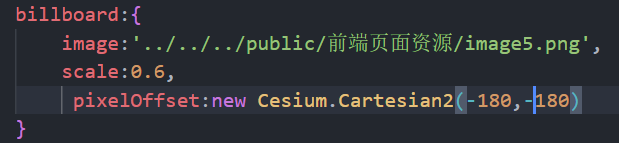 billboard:{
image:'../../../public/前端页面资源/image5.png',
scale:0.6,
pixelOffset:new Cesium.Cartesian2(-180,-180)
}